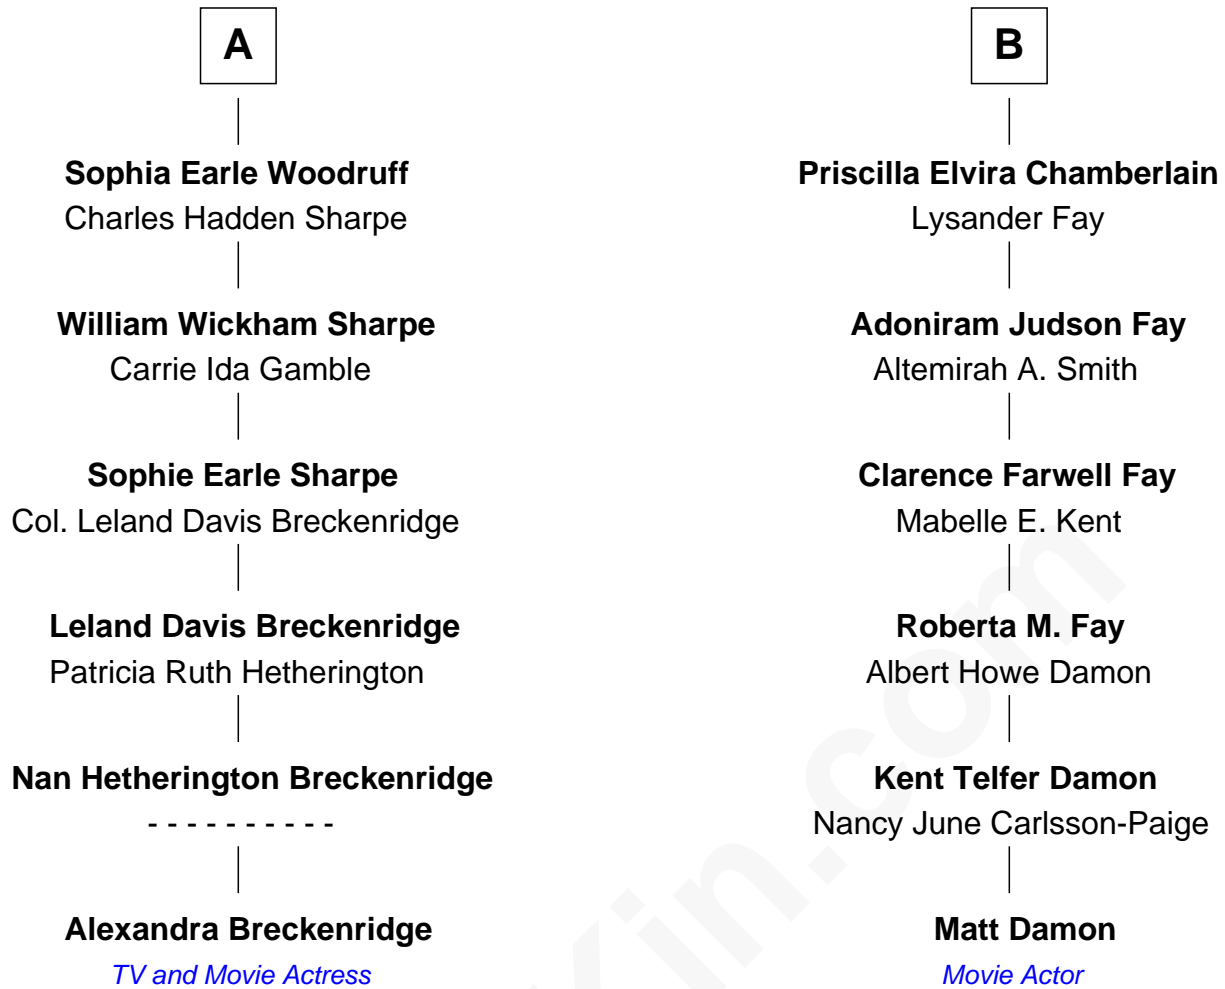 A
Sophia Earle Woodruff
Charles Hadden Sharpe
William Wickham Sharpe
Carrie Ida Gamble
Sophie Earle Sharpe
Col. Leland Davis Breckenridge
Leland Davis Breckenridge
Patricia Ruth Hetherington
Nan Hetherington Breckenridge
- - - - - - - - - -
Alexandra Breckenridge
TV and Movie Actress
B
Priscilla Elvira Chamberlain
Lysander Fay
Adoniram Judson Fay
Altemirah A. Smith
Clarence Farwell Fay
Mabelle E. Kent
Roberta M. Fay
Albert Howe Damon
Kent Telfer Damon
Nancy June Carlsson-Paige
Matt Damon
Movie Actor